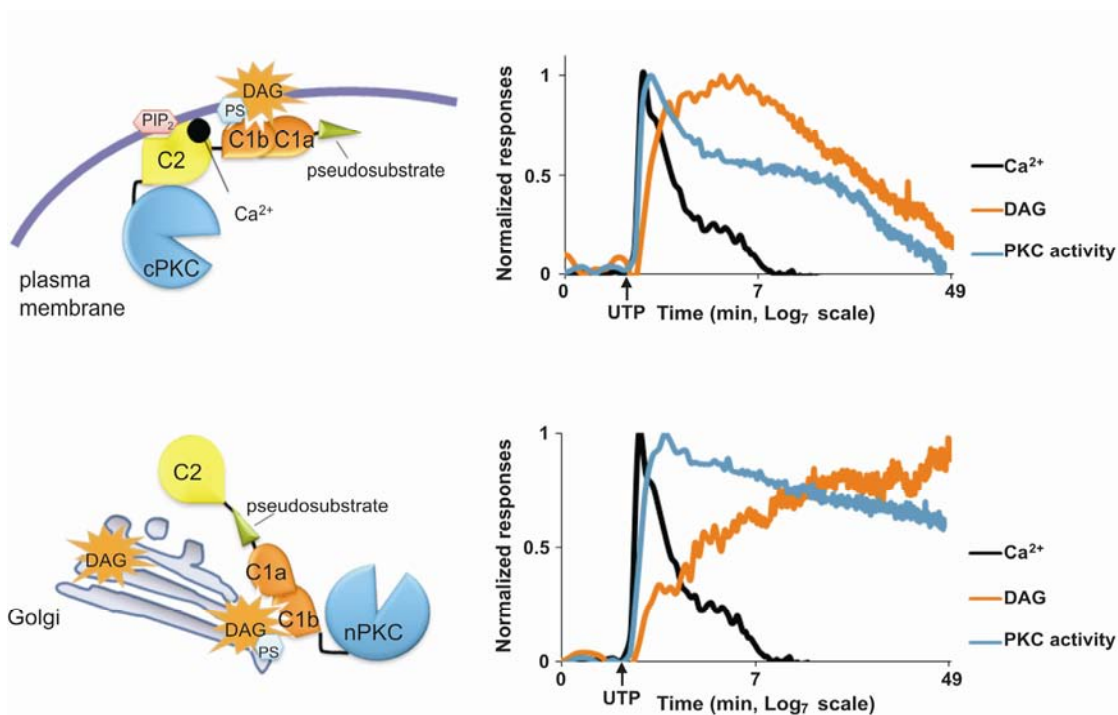 DAG
PIP₂
PS
C2
C1b
C1a
pseudosubstrate
Ca²⁺
cPKC
plasma
membrane
Normalized responses
1
0.5
0
0
7
49
UTP
Time (min, Log₇ scale)
Ca²⁺
DAG
PKC activity
C2
pseudosubstrate
DAG
C1a
Golgi
DAG
C1b
nPKC
PS
Normalized responses
1
0.5
0
0
7
49
UTP
Time (min, Log₇ scale)
Ca²⁺
DAG
PKC activity